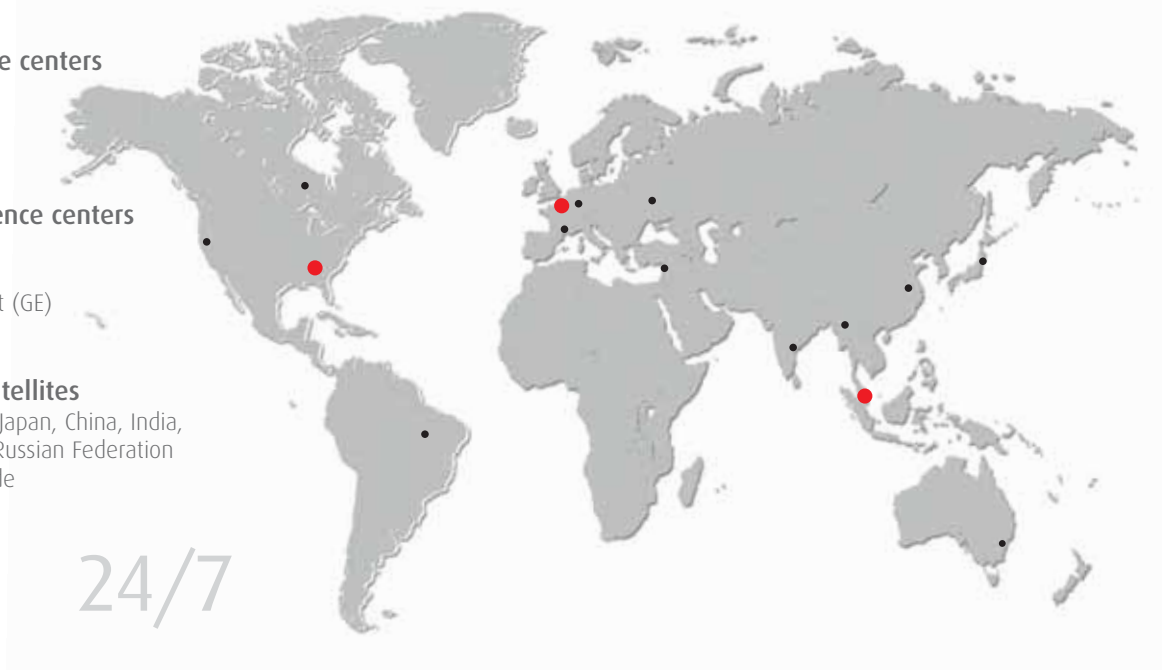 e centers
ence centers
t (GE)
tellites
Japan, China, India,
Russian Federation
le
24/7